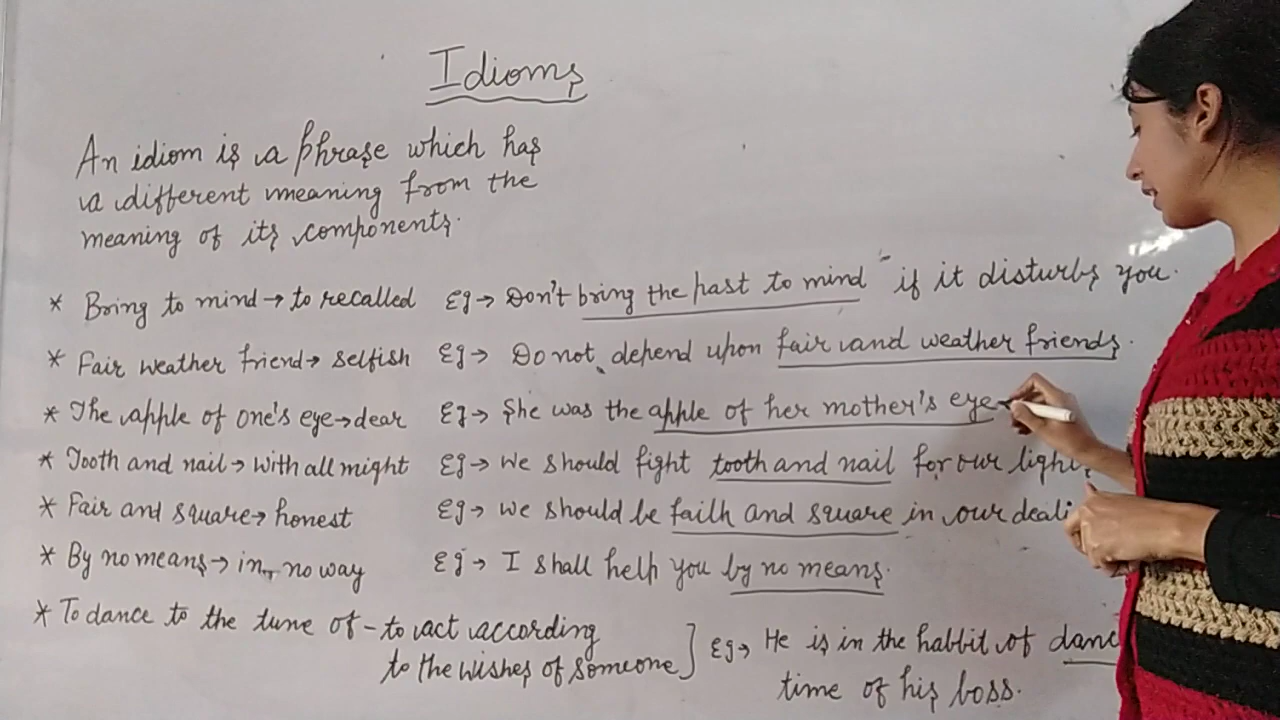 Idioms
An idiom is a phrase which has
a different meaning from the
meaning of its components.
* Bring to mind → to recalled Eg → Don't bring the past to mind if it disturbs you.
* Fair weather friend → selfish Eg → Do not depend upon fair and weather friends.
* The apple of one's eye → dear Eg → She was the apple of her mother's eye
* Tooth and nail → with all might Eg → we should fight tooth and nail for our
* Fair and square → honest Eg → we should be faith and square in our deali
* By no means → in no way Eg → I shall help you by no means.
* To dance to the tune of - to act according
to the wishes of someone ] Eg → He is in the habbit of danc
time of his boss.